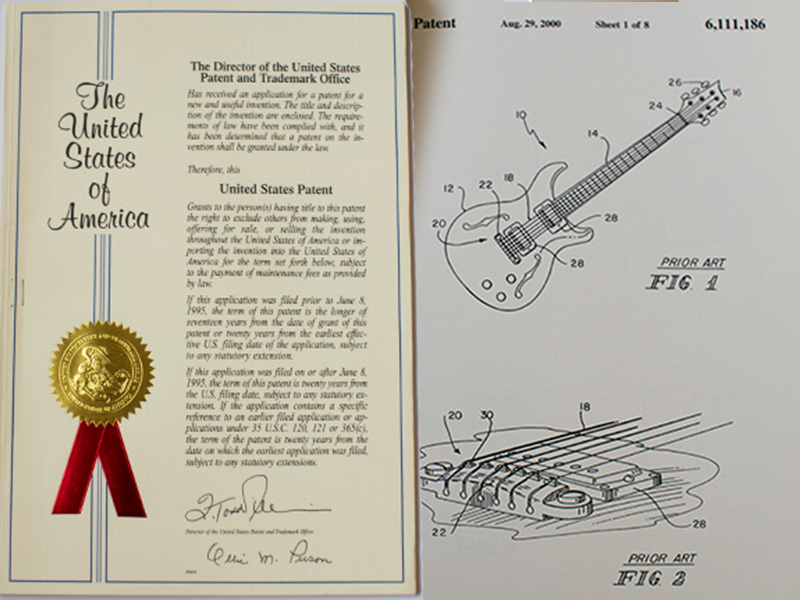 The
United
States
of
America
The Director of the United States
Patent and Trademark Office
Has received an application for a patent for a
new and useful invention. The title and descrip-
tion of the invention are enclosed. The require-
ments of law have been complied with, and it
has been determined that a patent on the in-
vention shall be granted under the law.
Therefore, this
United States Patent
Grants to the person(s) having title to this patent
the right to exclude others from making, using,
offering for sale, or selling the invention
throughout the United States of America or im-
porting the invention into the United States of
America for the term set forth below, subject
to the payment of maintenance fees as provided
by law.
If this application was filed prior to June 8,
1995, the term of this patent is the longer of
seventeen years from the date of grant of this
patent or twenty years from the earliest effec-
tive U.S. filing date of the application, subject
to any statutory extension.
If this application was filed on or after June 8,
1995, the term of this patent is twenty years from
the U.S. filing date, subject to any statutory ex-
tension. If the application contains a specific
reference to an earlier filed application or ap-
plications under 35 U.S.C. 120, 121 or 365(c),
the term of the patent is twenty years from the
date on which the earliest application was filed,
subject to any statutory extensions.
Director of the United States Patent and Trademark Office
Patent Aug. 29, 2000 Sheet 1 of 8 6,111,186
26
16
24
10
14
18
22
12
20
28
28
PRIOR ART
FIG. 1
18
20
30
22
28
PRIOR ART
FIG. 2